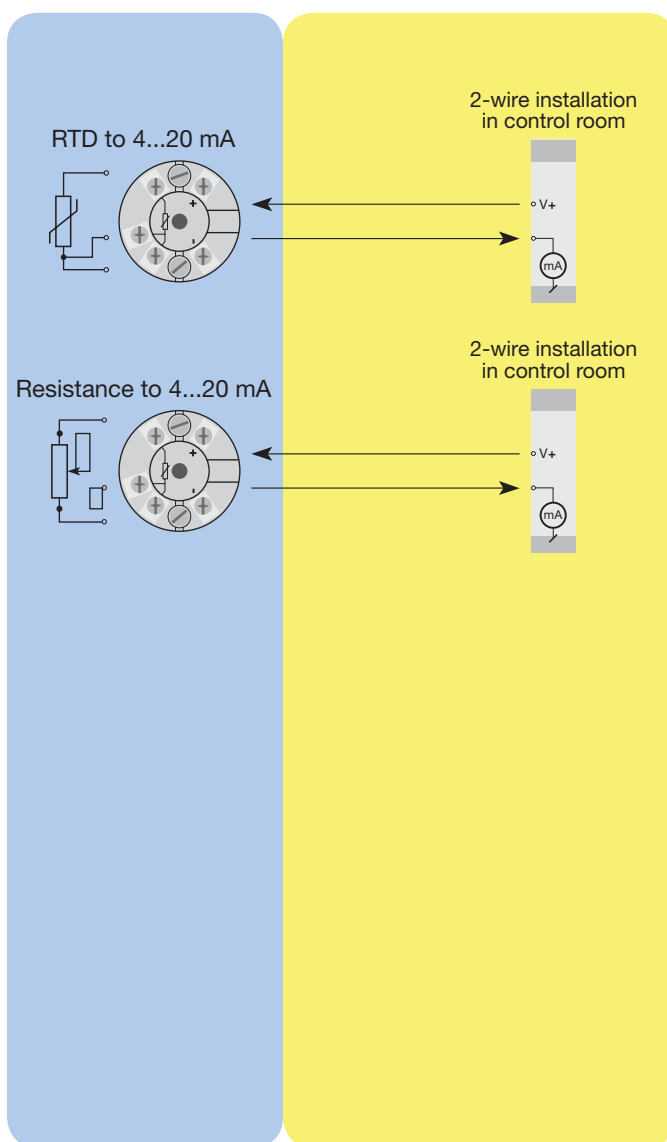 2-wire installation
in control room
RTD to 4...20 mA
+
-
V+
mA
2-wire installation
in control room
Resistance to 4...20 mA
+
-
V+
mA